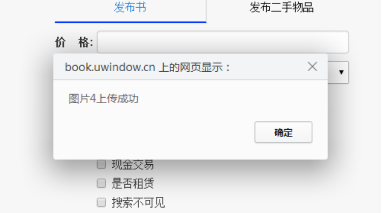 发布书 发布二手物品
价 格:
book.uwindow.cn 上的网页显示：
图片4上传成功
确定
现金交易
是否租赁
搜索不可见